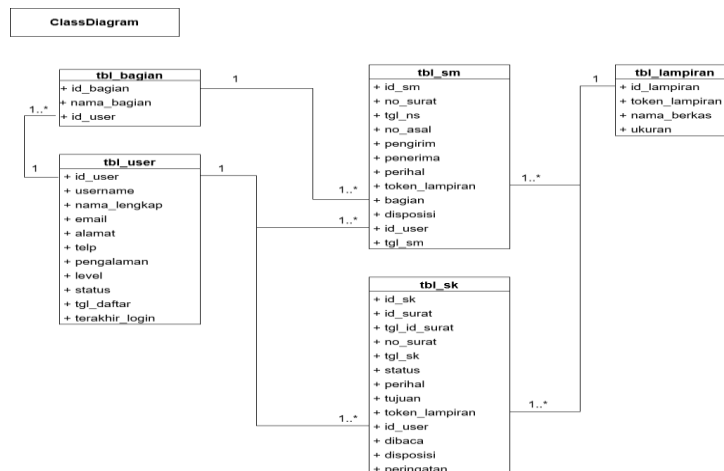 ClassDiagram
tbl_bagian
+ id_bagian
+ nama_bagian
+ id_user
1
1..*
1
tbl_user
+ id_user
+ username
+ nama_lengkap
+ email
+ alamat
+ telp
+ pengalaman
+ level
+ status
+ tgl_daftar
+ terakhir_login
1
tbl_sm
+ id_sm
+ no_surat
+ tgl_ns
+ no_asal
+ pengirim
+ penerima
+ perihal
+ token_lampiran
+ bagian
+ disposisi
+ id_user
+ tgl_sm
1..*
1..*
1..*
tbl_sk
+ id_sk
+ id_surat
+ tgl_id_surat
+ no_surat
+ tgl_sk
+ status
+ perihal
+ tujuan
+ token_lampiran
+ id_user
+ dibaca
+ disposisi
+ peringatan
1..*
1..*
tbl_lampiran
+ id_lampiran
+ token_lampiran
+ nama_berkas
+ ukuran
1